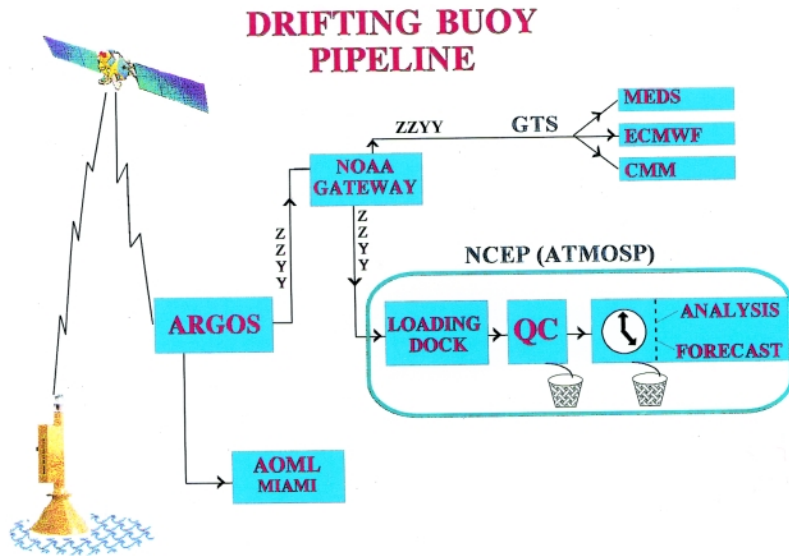 DRIFTING BUOY
PIPELINE
MEDS
ZZYY
GTS
ECMWF
NOAA
GATEWAY
CMM
ZZYY
ZZYY
NCEP (ATMOSP)
ARGOS
LOADING
DOCK
QC
ANALYSIS
FORECAST
AOML
MIAMI